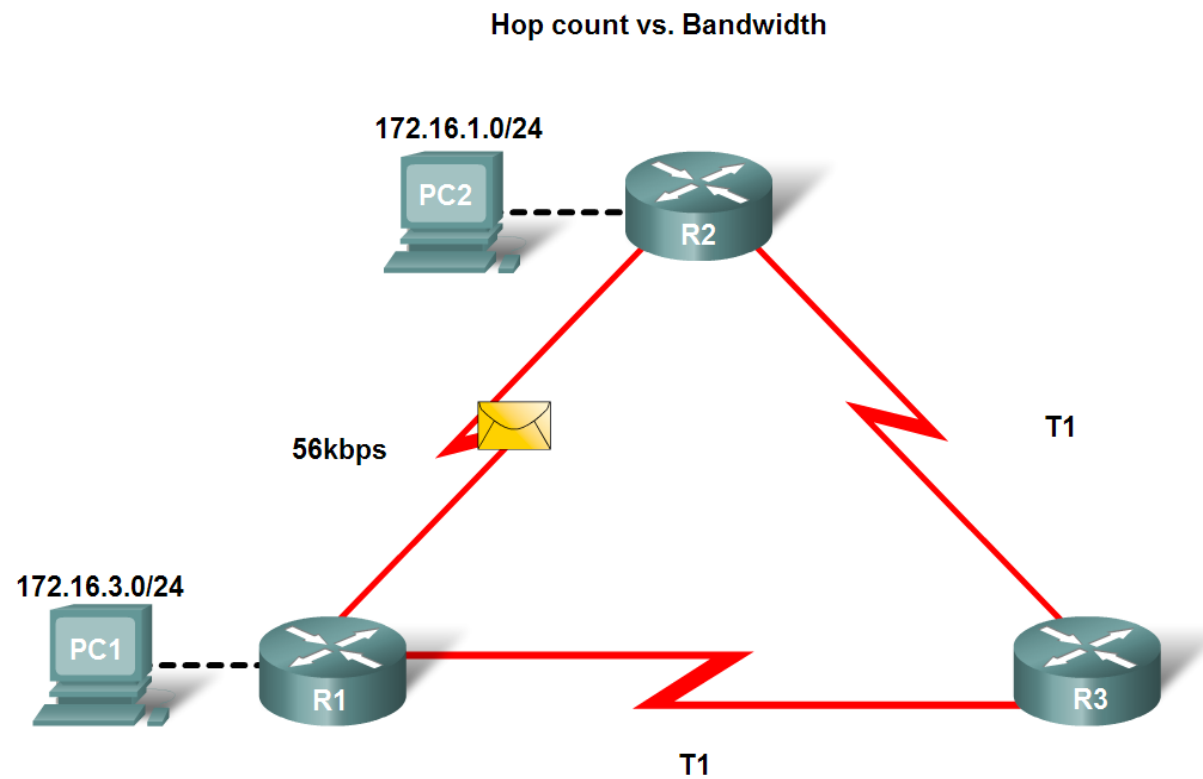 Hop count vs. Bandwidth
172.16.1.0/24
PC2
R2
56kbps
T1
172.16.3.0/24
PC1
R1
R3
T1